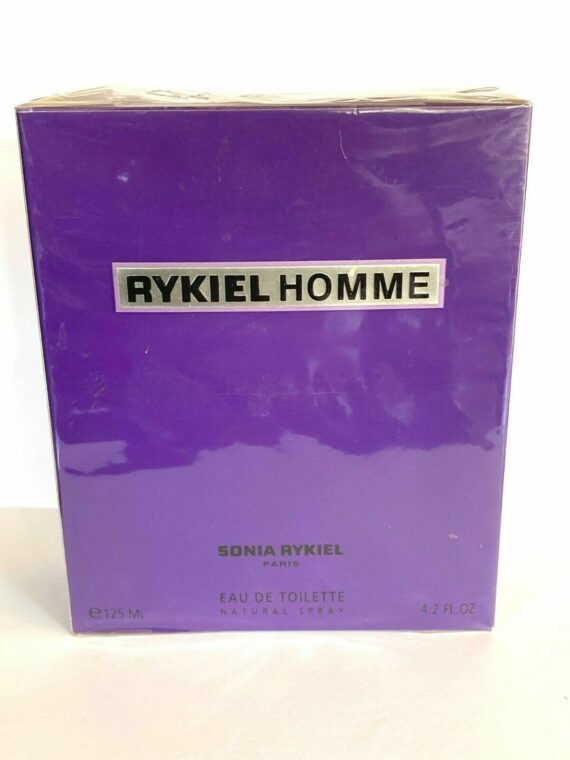 RYKIEL HOMME
SONIA RYKIEL
PARIS
EAU DE TOILETTE
NATURAL SPRAY
℮125 ML
4.2 FL.OZ